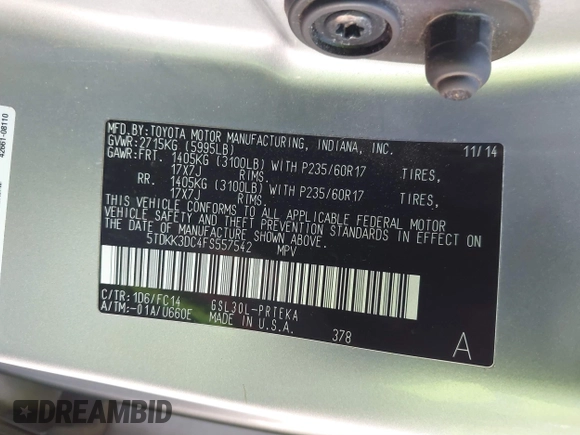 42661-08110
MFD.BY:TOYOTA MOTOR MANUFACTURING, INDIANA, INC.
GVWR:2715KG (5995LB) 11/14
GAWR:FRT. 1405KG (3100LB) WITH P235/60R17 TIRES,
17X7J RIMS,
RR. 1405KG (3100LB) WITH P235/60R17 TIRES,
17X7J RIMS.
THIS VEHICLE CONFORMS TO ALL APPLICABLE FEDERAL MOTOR
VEHICLE SAFETY AND THEFT PREVENTION STANDARDS IN EFFECT ON
THE DATE OF MANUFACTURE SHOWN ABOVE.
5TDKK3DC4FS557542 MPV
C/TR: 1D6/FC14 GSL30L-PRTEKA
A/TM:-01A/U660E MADE IN U.S.A. 378
A
DREAMBID